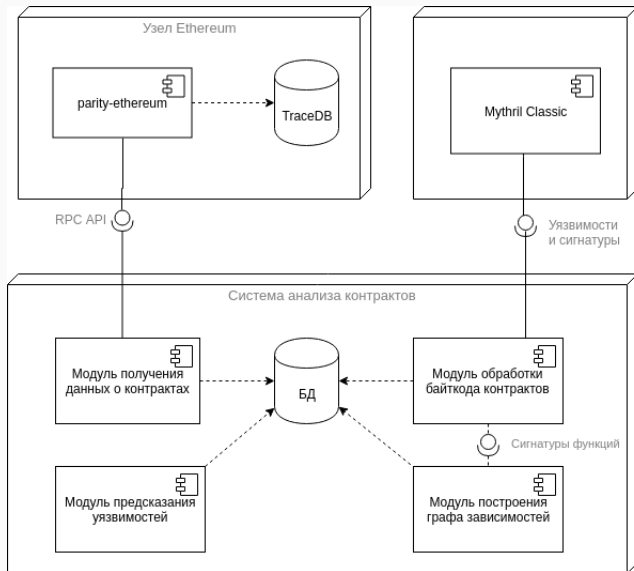 Узел Ethereum
parity-ethereum
TraceDB
Mythril Classic
RPC API
Уязвимости
и сигнатуры
Система анализа контрактов
Модуль получения
данных о контрактах
БД
Модуль обработки
байткода контрактов
Сигнатуры функций
Модуль предсказания
уязвимостей
Модуль построения
графа зависимостей